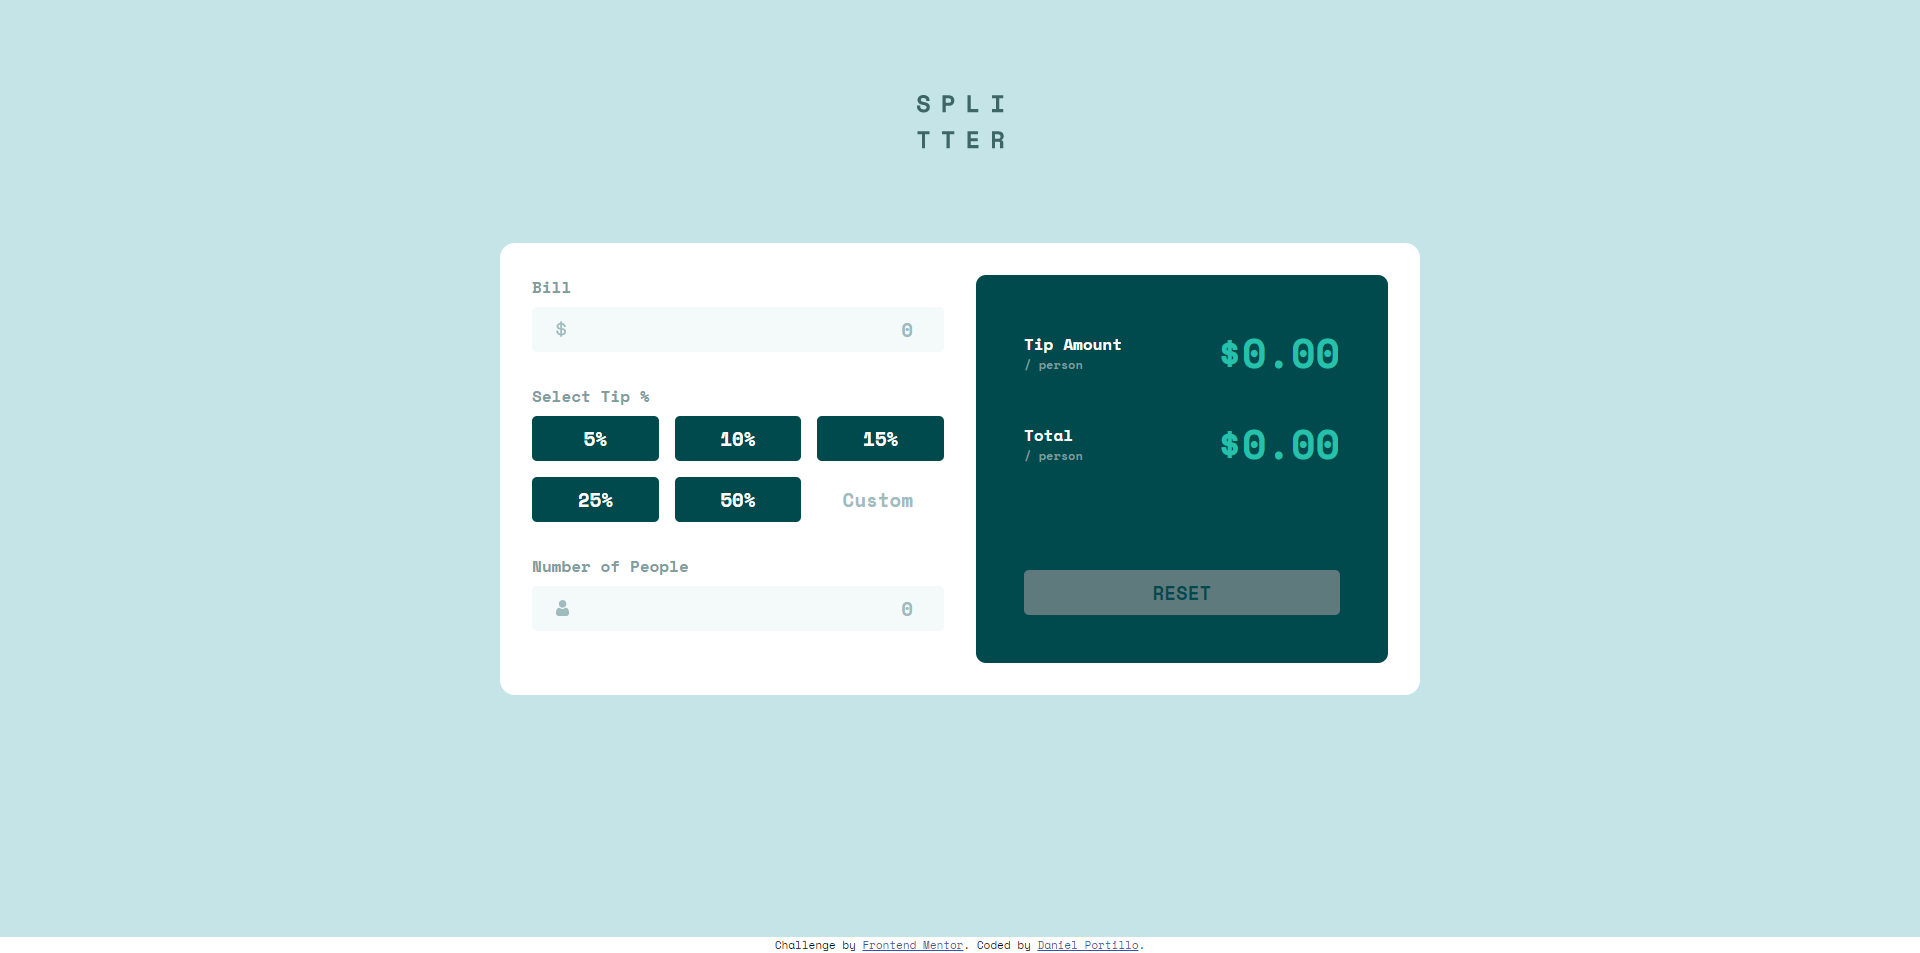 SPLI
TTER
Bill
$ 0
Select Tip %
5% 10% 15%
25% 50% Custom
Number of People
0
Tip Amount
/ person
$0.00
Total
/ person
$0.00
RESET
Challenge by Frontend Mentor. Coded by Daniel Portillo.